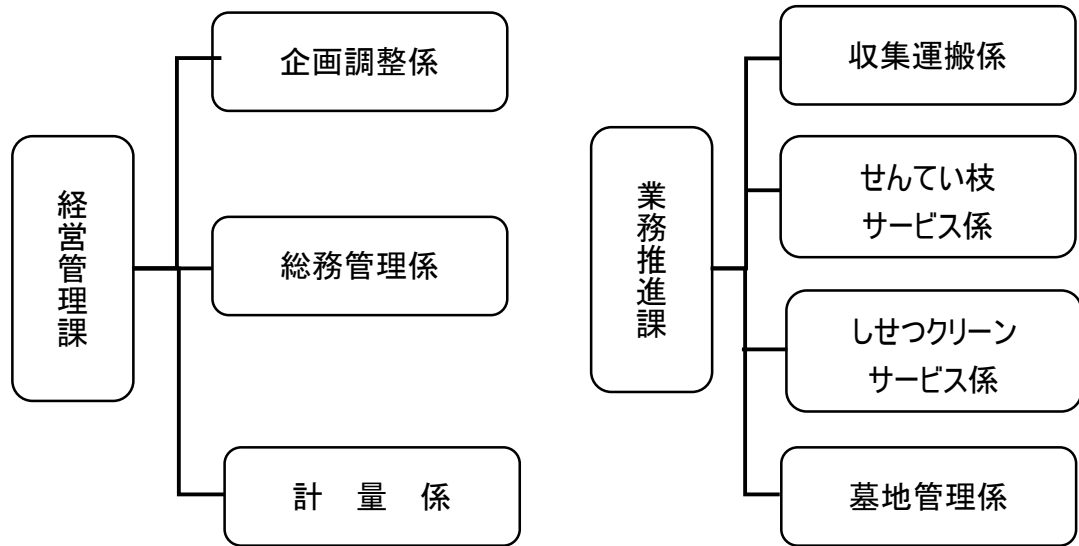 経営管理課
企画調整係
総務管理係
計　量　係
業務推進課
収集運搬係
せんてい枝
サービス係
しせつクリーン
サービス係
墓地管理係